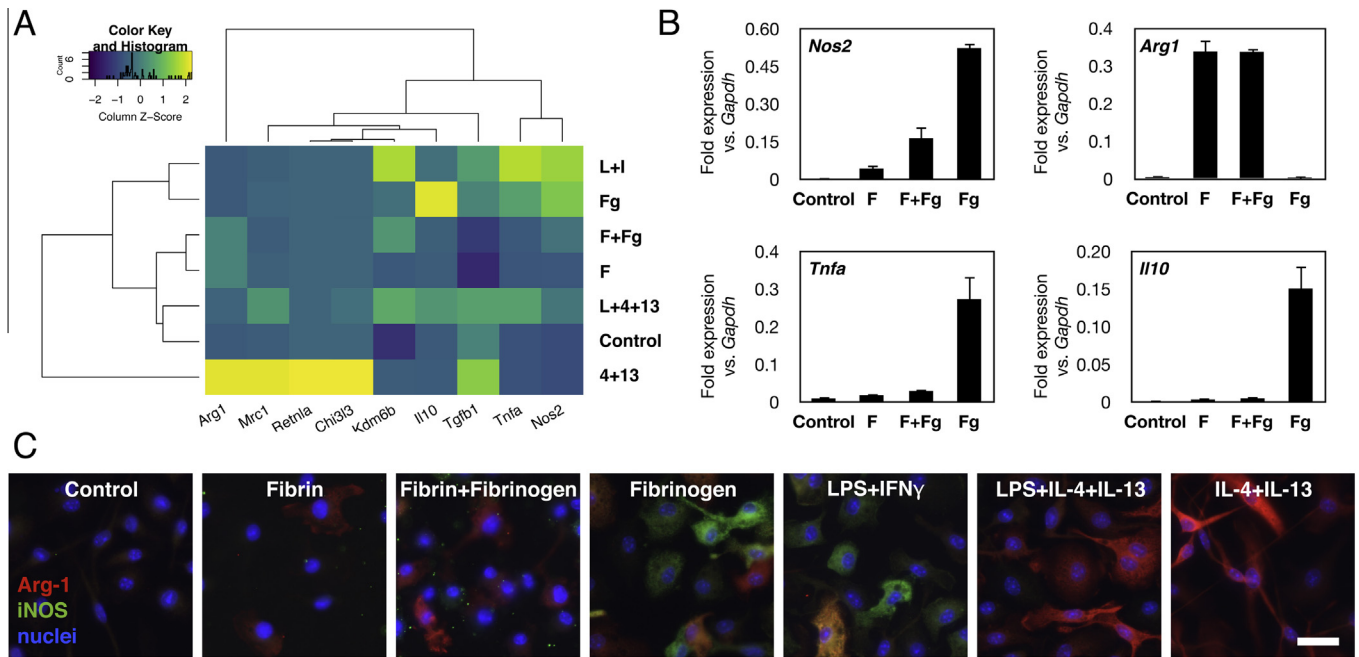 A
Color Key
and Histogram
Count
0 6
−2 −1 0 1 2
Column Z−Score
L+I
Fg
F+Fg
F
L+4+13
Control
4+13
Arg1 Mrc1 Retnla Chi3l3 Kdm6b Il10 Tgfb1 Tnfa Nos2
B
Nos2
Fold expression
vs. Gapdh
0.60
0.45
0.30
0.15
0
Control F F+Fg Fg
Arg1
Fold expression
vs. Gapdh
0.4
0.3
0.2
0.1
0
Control F F+Fg Fg
Tnfa
Fold expression
vs. Gapdh
0.4
0.3
0.2
0.1
0
Control F F+Fg Fg
Il10
Fold expression
vs. Gapdh
0.20
0.15
0.10
0.05
0
Control F F+Fg Fg
C
Control
Arg-1
iNOS
nuclei
Fibrin
Fibrin+Fibrinogen
Fibrinogen
LPS+IFNγ
LPS+IL-4+IL-13
IL-4+IL-13